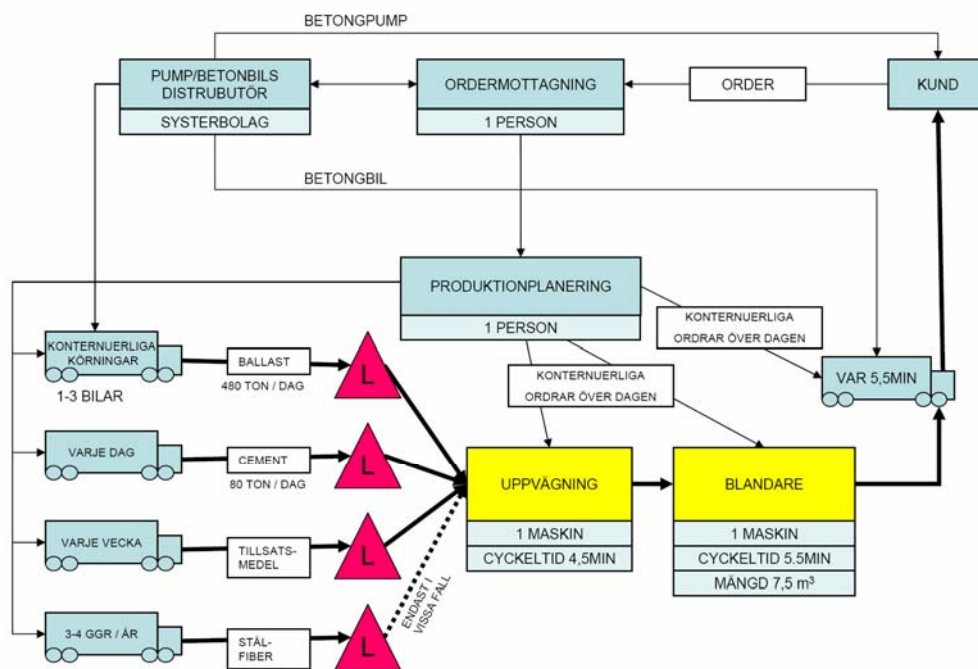 BETONGPUMP
PUMP/BETONBILS
DISTRUBUTÖR
SYSTERBOLAG
ORDERMOTTAGNING
1 PERSON
ORDER
KUND
BETONGBIL
PRODUKTIONPLANERING
1 PERSON
KONTERNUERLIGA
ORDRAR ÖVER DAGEN
KONTERNUERLIGA
ORDRAR ÖVER DAGEN
VAR 5,5MIN
KONTERNUERLIGA
KÖRNINGAR
1-3 BILAR
BALLAST
480 TON / DAG
L
VARJE DAG
CEMENT
80 TON / DAG
L
VARJE VECKA
TILLSATS-
MEDEL
L
3-4 GGR / ÅR
STÅL-
FIBER
L
ENDAST I
VISSA FALL
UPPVÄGNING
1 MASKIN
CYCKELTID 4,5MIN
BLANDARE
1 MASKIN
CYCKELTID 5.5MIN
MÄNGD 7,5 m³